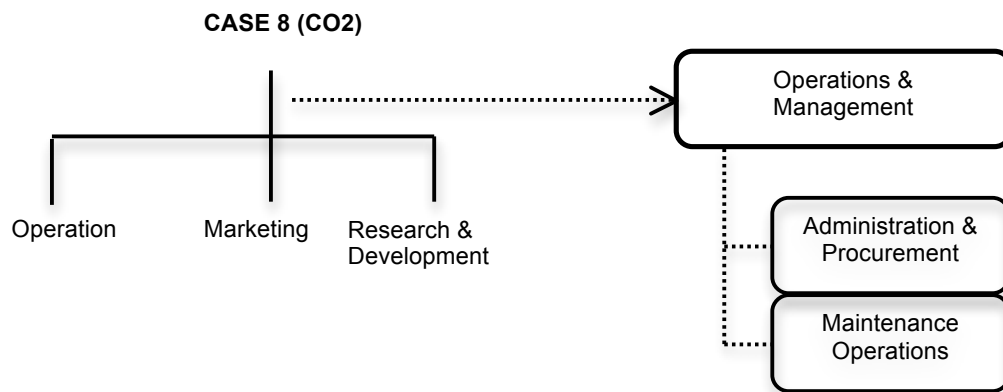 CASE 8 (CO2)
Operations &
Management
Operation
Marketing
Research &
Development
Administration &
Procurement
Maintenance
Operations